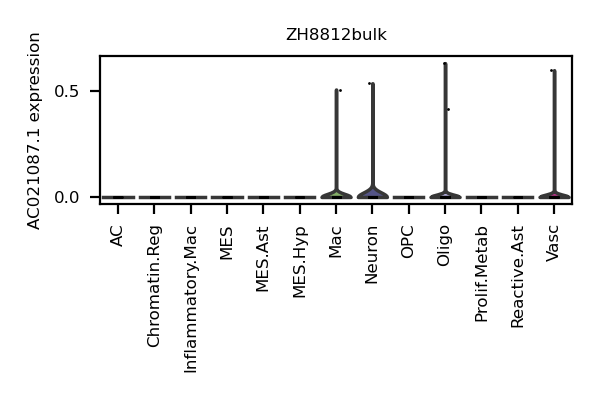 ZH8812bulk
AC021087.1 expression
0.5
0.0
AC
Chromatin.Reg
Inflammatory.Mac
MES
MES.Ast
MES.Hyp
Mac
Neuron
OPC
Oligo
Prolif.Metab
Reactive.Ast
Vasc